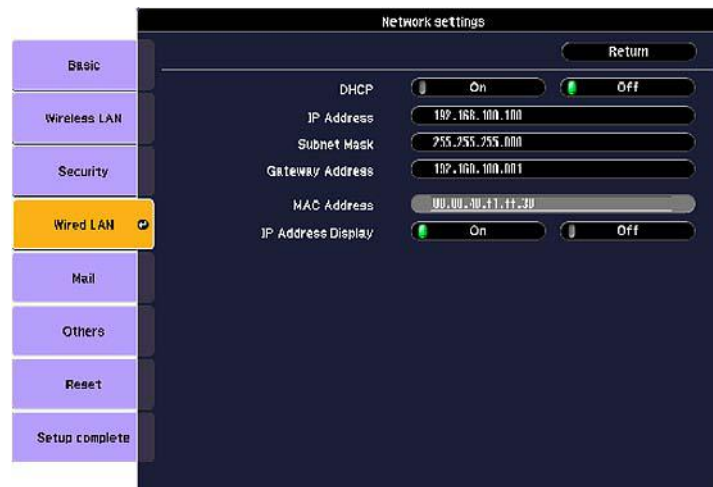 Network settings
Return
Basic
Wireless LAN
Security
Wired LAN
Mail
Others
Reset
Setup complete
DHCP On Off
IP Address 192.168.100.100
Subnet Mask 255.255.255.000
Gateway Address 192.168.100.001
MAC Address
IP Address Display On Off